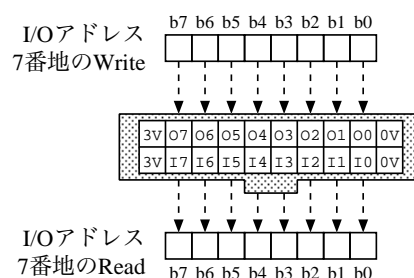 b7 b6 b5 b4 b3 b2 b1 b0
I/Oアドレス
7番地のWrite
3V O7 O6 O5 O4 O3 O2 O1 O0 0V
3V I7 I6 I5 I4 I3 I2 I1 I0 0V
I/Oアドレス
7番地のRead
b7 b6 b5 b4 b3 b2 b1 b0